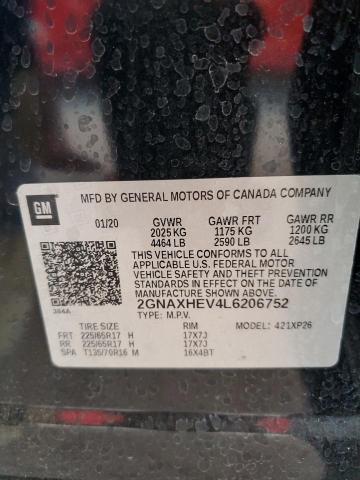 GM
MFD BY GENERAL MOTORS OF CANADA COMPANY
01/20 GVWR GAWR FRT GAWR RR
2025 KG 1175 KG 1200 KG
4464 LB 2590 LB 2645 LB
THIS VEHICLE CONFORMS TO ALL
APPLICABLE U.S. FEDERAL MOTOR
VEHICLE SAFETY AND THEFT PREVENTION
STANDARDS IN EFFECT ON THE DATE OF
MANUFACTURE SHOWN ABOVE.
384A 2GNAXHEV4L6206752
TYPE: M.P.V.
TIRE SIZE RIM MODEL: 421XP26
FRT 225/65R17 H 17X7J
RR 225/65R17 H 17X7J
SPA T135/70R16 M 16X4BT